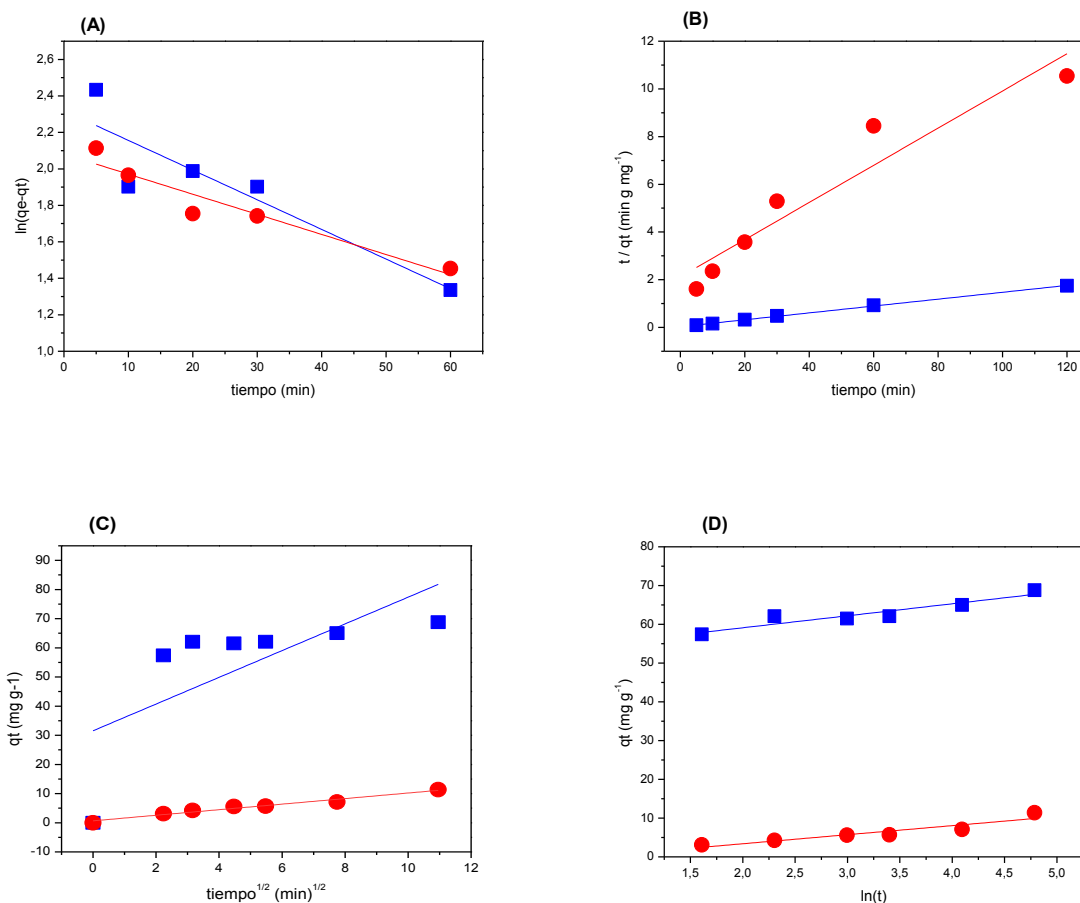 (A)
2,6
2,4
2,2
2,0
1,8
1,6
1,4
1,2
1,0
0 10 20 30 40 50 60
ln(qe-qt)
tiempo (min)
(B)
12
10
8
6
4
2
0
0 20 40 60 80 100 120
t / qt (min g mg⁻¹)
tiempo (min)
(C)
90
80
70
60
50
40
30
20
10
0
-10
0 2 4 6 8 10 12
qt (mg g-1)
tiempo¹ᐟ² (min)¹ᐟ²
(D)
80
70
60
50
40
30
20
10
0
1,5 2,0 2,5 3,0 3,5 4,0 4,5 5,0
qt (mg g⁻¹)
ln(t)